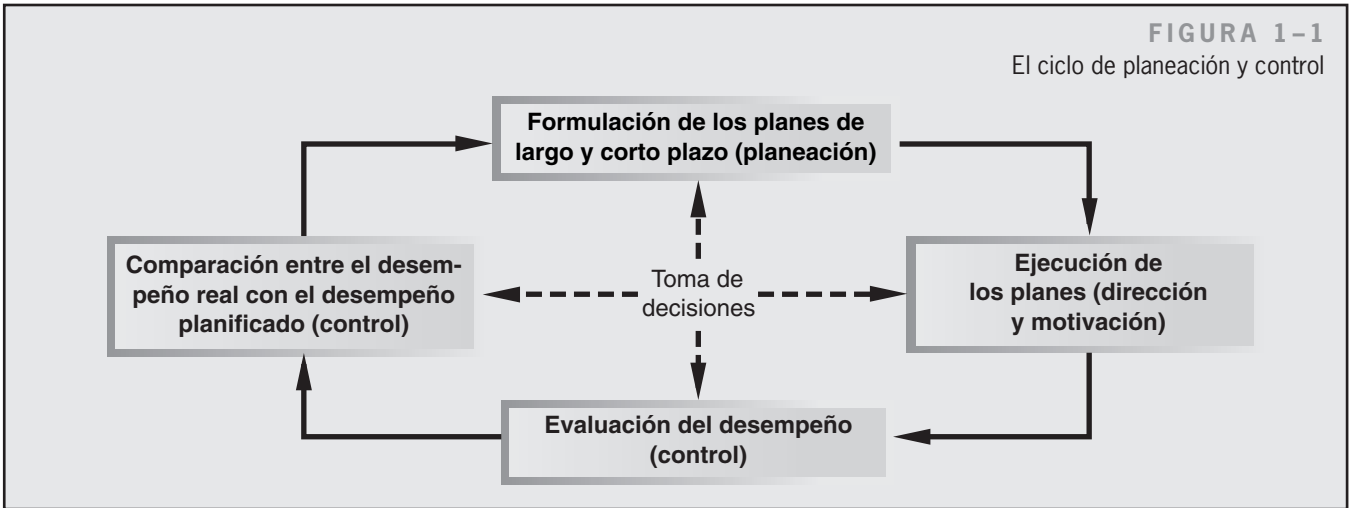 FIGURA 1–1
El ciclo de planeación y control
Formulación de los planes de
largo y corto plazo (planeación)
Comparación entre el desem-
peño real con el desempeño
planificado (control)
Toma de
decisiones
Ejecución de
los planes (dirección
y motivación)
Evaluación del desempeño
(control)